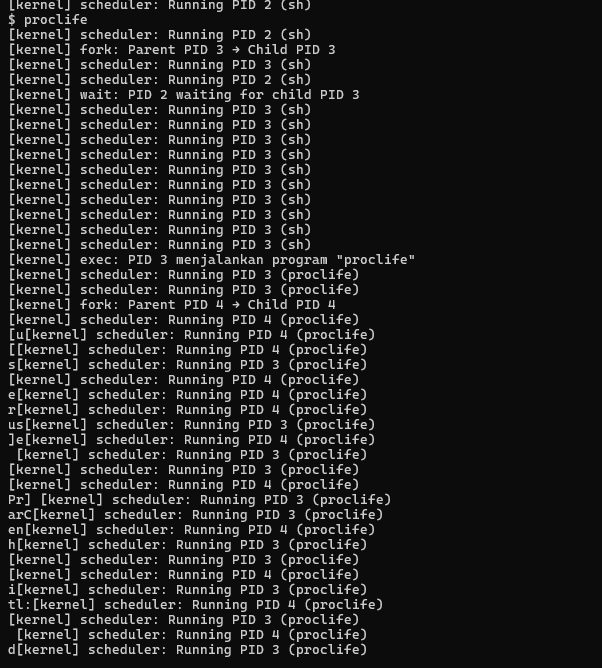 [kernel] scheduler: Running PID 2 (sh)
$ proclife
[kernel] scheduler: Running PID 2 (sh)
[kernel] fork: Parent PID 3 → Child PID 3
[kernel] scheduler: Running PID 3 (sh)
[kernel] scheduler: Running PID 2 (sh)
[kernel] wait: PID 2 waiting for child PID 3
[kernel] scheduler: Running PID 3 (sh)
[kernel] scheduler: Running PID 3 (sh)
[kernel] scheduler: Running PID 3 (sh)
[kernel] scheduler: Running PID 3 (sh)
[kernel] scheduler: Running PID 3 (sh)
[kernel] scheduler: Running PID 3 (sh)
[kernel] scheduler: Running PID 3 (sh)
[kernel] scheduler: Running PID 3 (sh)
[kernel] scheduler: Running PID 3 (sh)
[kernel] scheduler: Running PID 3 (sh)
[kernel] exec: PID 3 menjalankan program "proclife"
[kernel] scheduler: Running PID 3 (proclife)
[kernel] scheduler: Running PID 3 (proclife)
[kernel] fork: Parent PID 4 → Child PID 4
[kernel] scheduler: Running PID 4 (proclife)
[u[kernel] scheduler: Running PID 4 (proclife)
[[kernel] scheduler: Running PID 4 (proclife)
s[kernel] scheduler: Running PID 3 (proclife)
[kernel] scheduler: Running PID 4 (proclife)
e[kernel] scheduler: Running PID 4 (proclife)
r[kernel] scheduler: Running PID 4 (proclife)
us[kernel] scheduler: Running PID 3 (proclife)
]e[kernel] scheduler: Running PID 4 (proclife)
 [kernel] scheduler: Running PID 3 (proclife)
[kernel] scheduler: Running PID 3 (proclife)
[kernel] scheduler: Running PID 4 (proclife)
Pr] [kernel] scheduler: Running PID 3 (proclife)
arC[kernel] scheduler: Running PID 3 (proclife)
en[kernel] scheduler: Running PID 4 (proclife)
h[kernel] scheduler: Running PID 3 (proclife)
[kernel] scheduler: Running PID 3 (proclife)
[kernel] scheduler: Running PID 4 (proclife)
i[kernel] scheduler: Running PID 3 (proclife)
tl:[kernel] scheduler: Running PID 4 (proclife)
[kernel] scheduler: Running PID 3 (proclife)
 [kernel] scheduler: Running PID 4 (proclife)
d[kernel] scheduler: Running PID 3 (proclife)